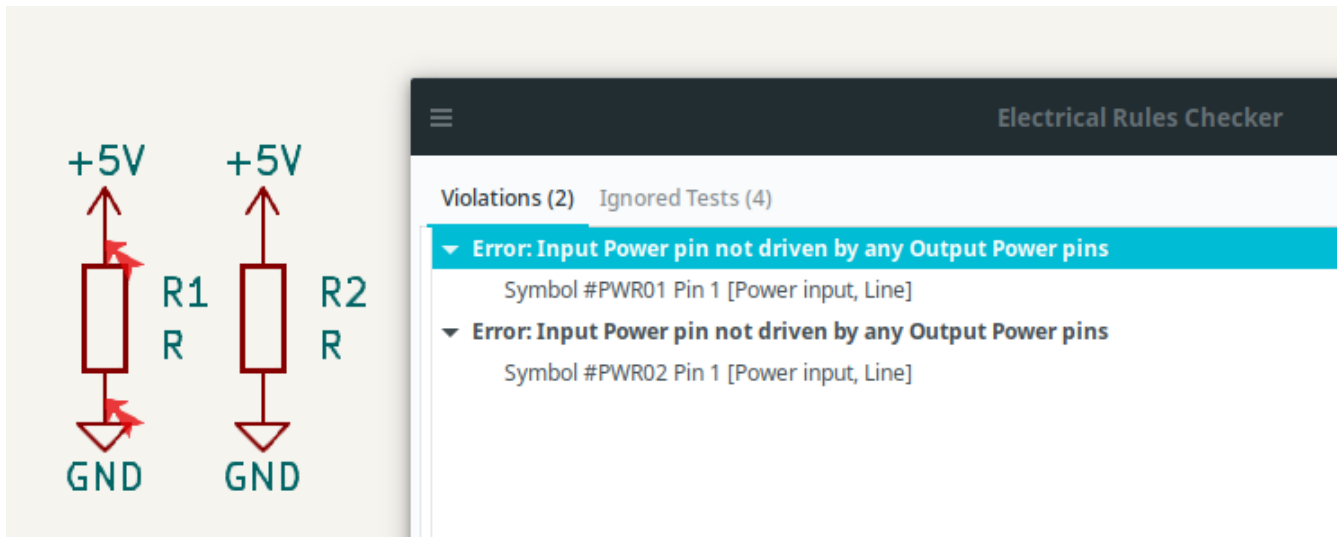 Electrical Rules Checker
Violations (2) Ignored Tests (4)
Error: Input Power pin not driven by any Output Power pins
Symbol #PWR01 Pin 1 [Power input, Line]
Error: Input Power pin not driven by any Output Power pins
Symbol #PWR02 Pin 1 [Power input, Line]
+5V +5V
R1 R2
R R
GND GND